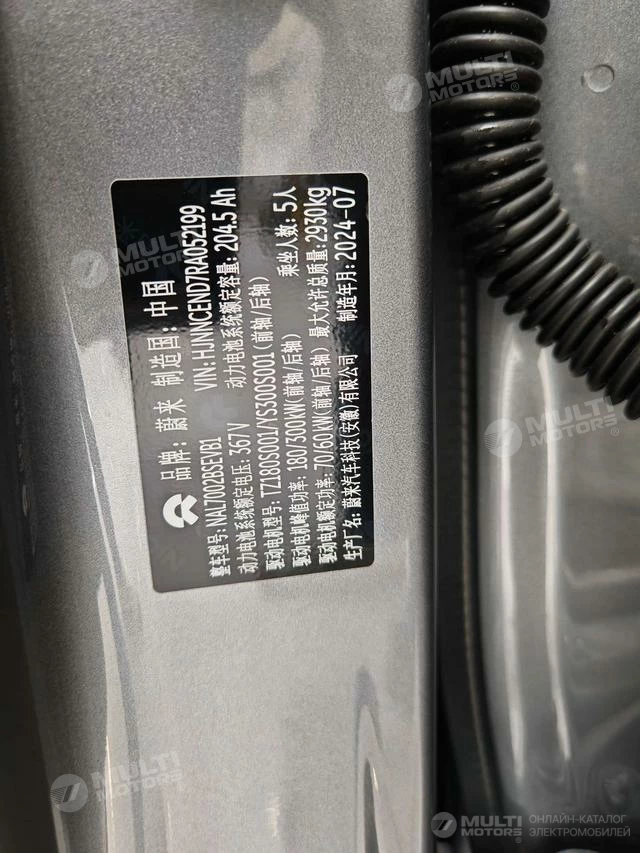 品牌: 蔚来 制造国: 中国
整车型号: NAL7002BSEVB1 VIN: HJNNCEND7RA052199
动力电池系统额定电压: 367V 动力电池系统额定容量: 204.5 Ah
驱动电机型号: TZ180S001/YS300S001(前轴/后轴)
驱动电机峰值功率: 180/300kW(前轴/后轴) 乘坐人数: 5人
驱动电机额定功率: 70/60kW(前轴/后轴) 最大允许总质量: 2930kg
生产厂名: 蔚来汽车科技(安徽)有限公司 制造年月: 2024-07
MULTI MOTORS
MULTI MOTORS
MULTI MOTORS
MULTI MOTORS
MULTI MOTORS
MULTI MOTORS ОНЛАЙН-КАТАЛОГ ЭЛЕКТРОМОБИЛЕЙ